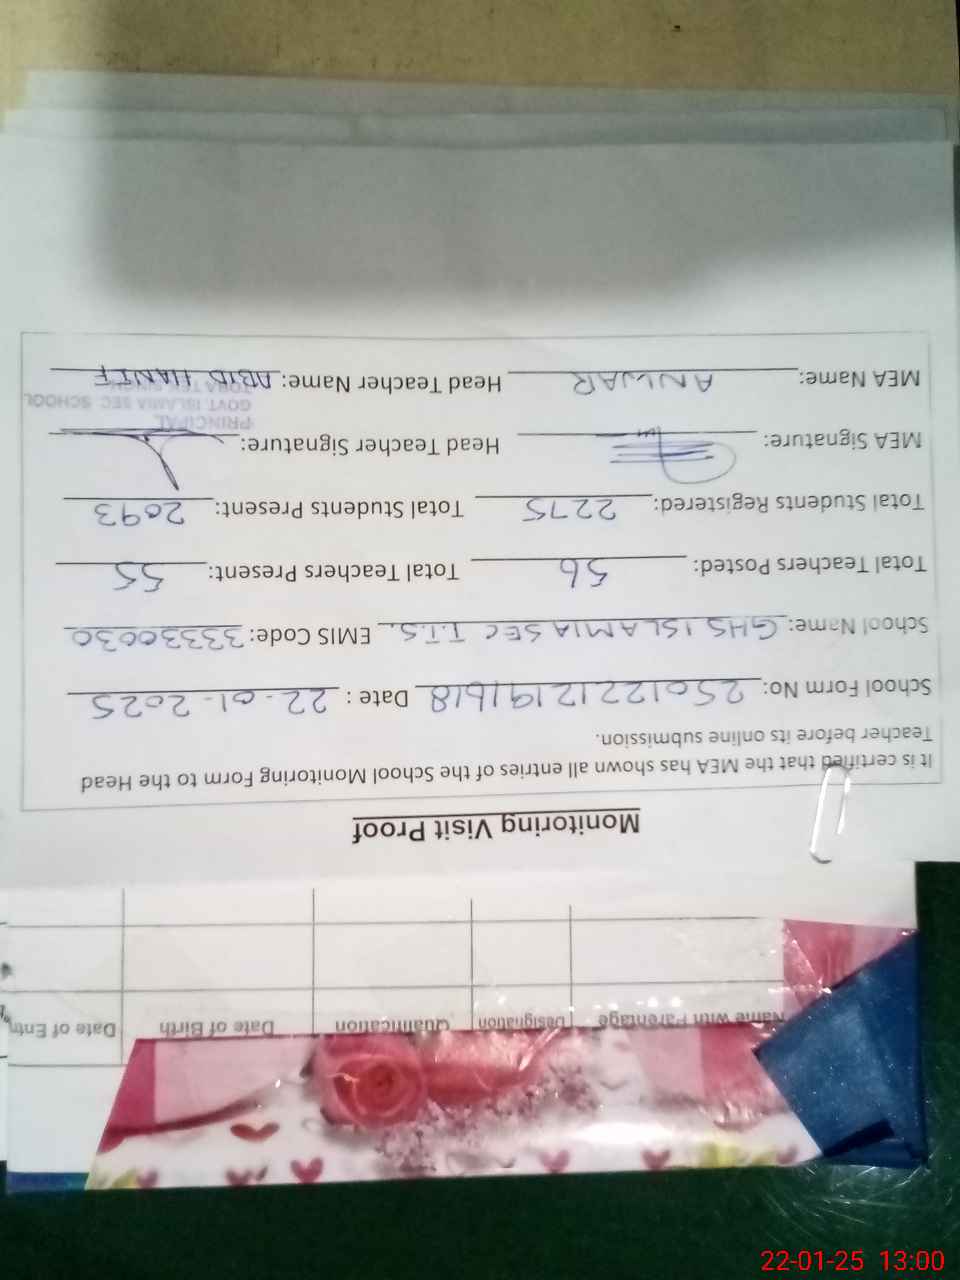 Monitoring Visit Proof
It is certified that the MEA has shown all entries of the School Monitoring Form to the Head
Teacher before its online submission.
School Form No: 25012212191618 Date : 22-01-2025
School Name: GHS ISLAMIA SEC T.T.S. EMIS Code: 33330030
Total Teachers Posted: 56 Total Teachers Present: 55
Total Students Registered: 2275 Total Students Present: 2093
MEA Signature: Head Teacher Signature:
PRINCIPAL
GOVT. ISLAMIA SEC SCHOOL
TOBA TEK SINGH
MEA Name: ANWAR Head Teacher Name: ABID HANIF
Name with Parentage Designation Qualification Date of Birth Date of Entr
22-01-25 13:00